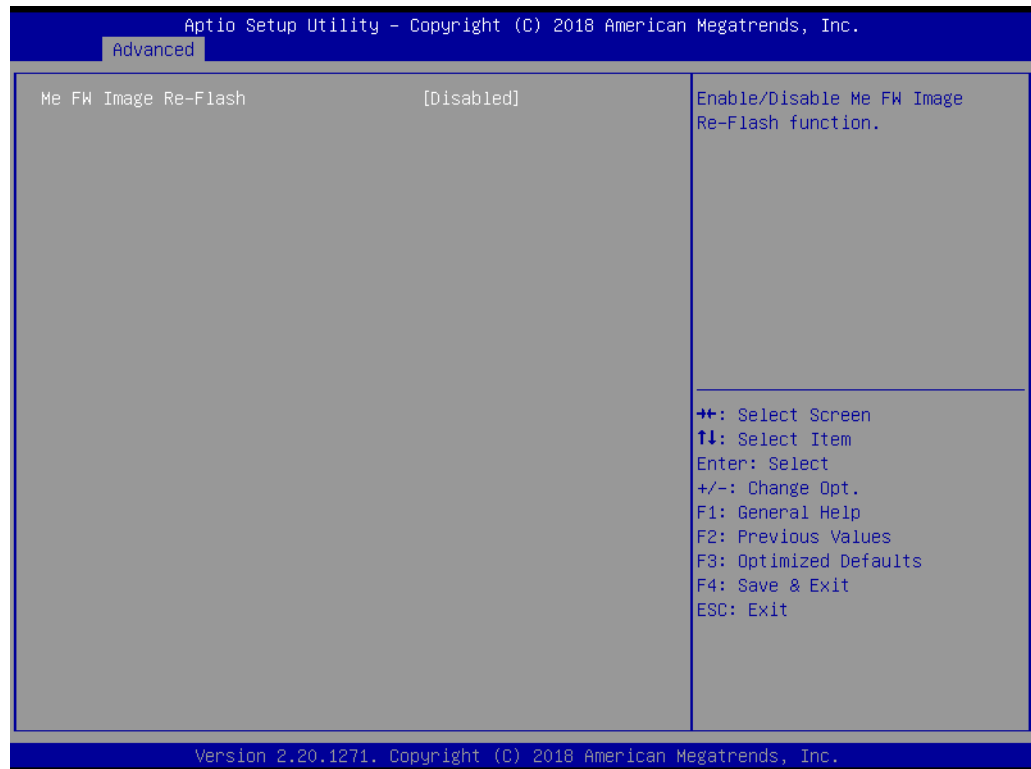 Aptio Setup Utility – Copyright (C) 2018 American Megatrends, Inc.
Advanced
Me FW Image Re-Flash [Disabled]
Enable/Disable Me FW Image
Re-Flash function.
→←: Select Screen
↑↓: Select Item
Enter: Select
+/-: Change Opt.
F1: General Help
F2: Previous Values
F3: Optimized Defaults
F4: Save & Exit
ESC: Exit
Version 2.20.1271. Copyright (C) 2018 American Megatrends, Inc.